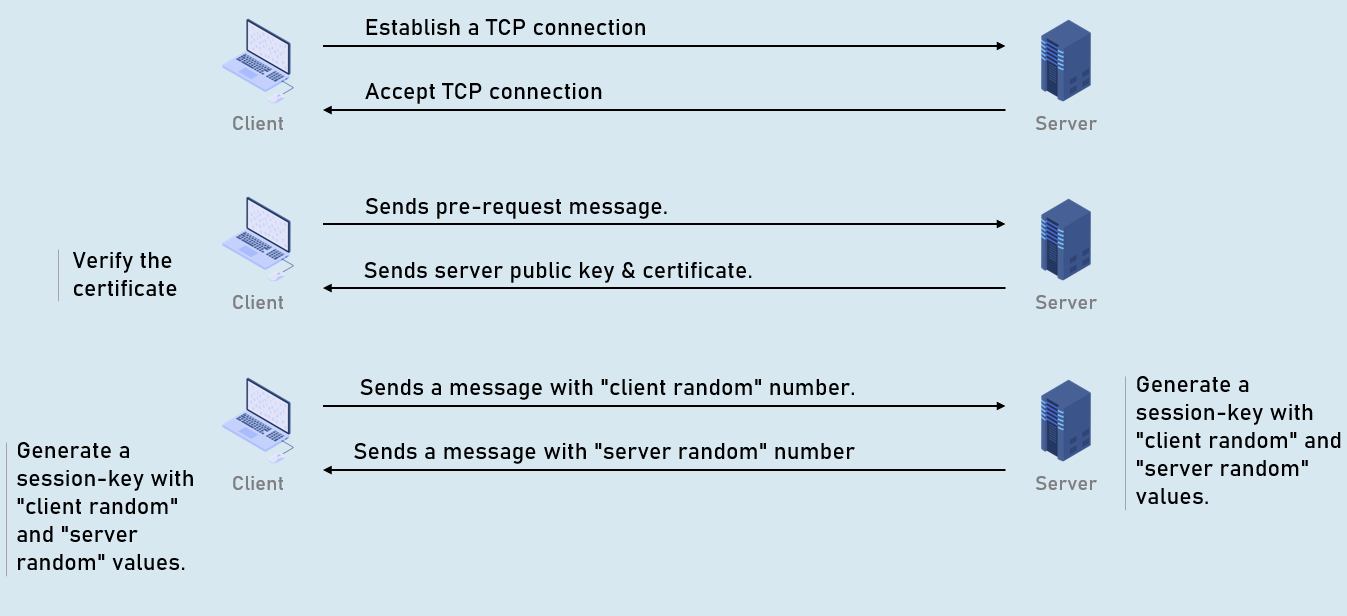 Establish a TCP connection
Accept TCP connection
Client
Server
Sends pre-request message.
Verify the
certificate
Sends server public key & certificate.
Client
Server
Sends a message with "client random" number.
Generate a
session-key with
"client random" and
"server random"
values.
Sends a message with "server random" number
Generate a
session-key with
"client random"
and "server
random" values.
Client
Server